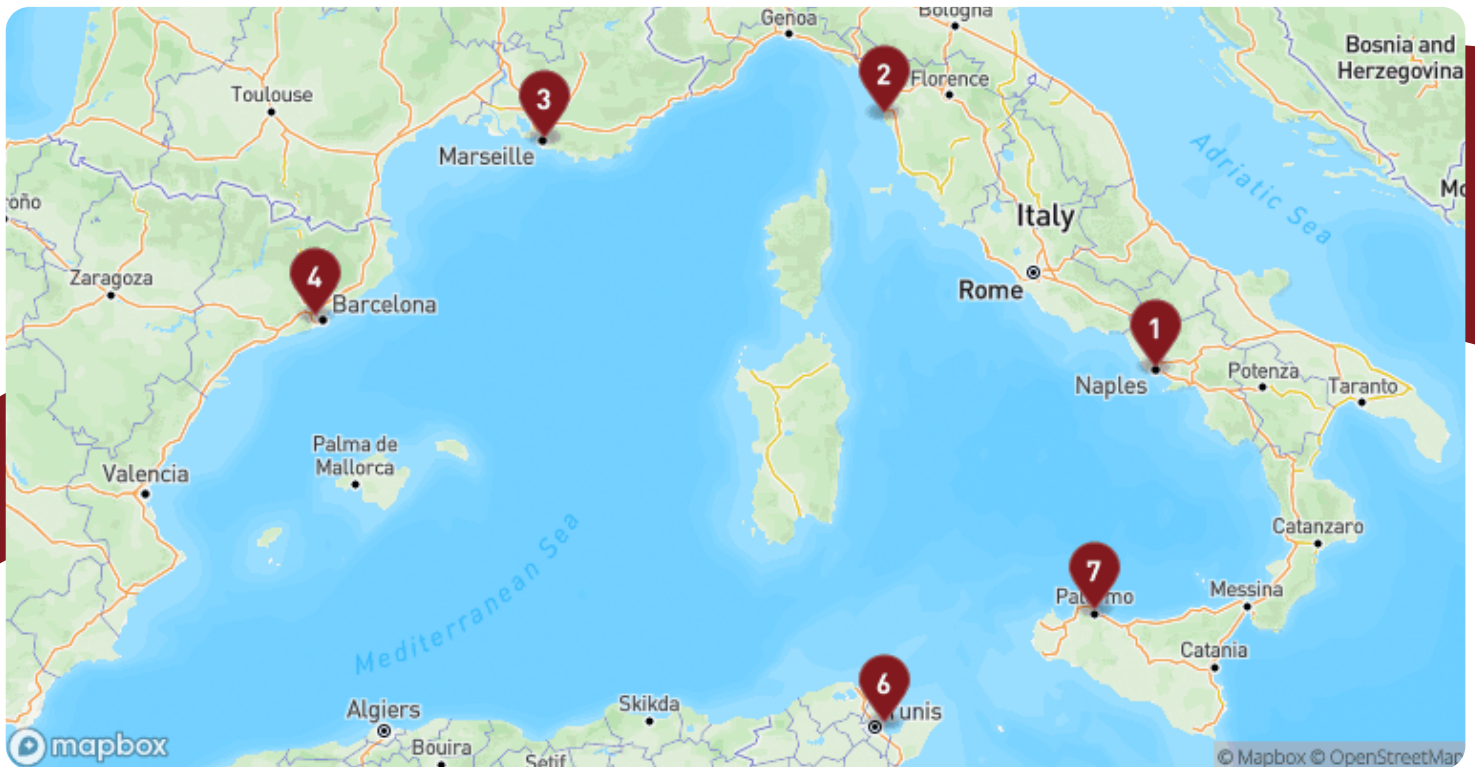 Genoa
Bologna
Bosnia and
Herzegovina
2
Florence
Toulouse
3
Marseille
Adriatic Sea
Italy
4
Zaragoza
Barcelona
Rome
1
Naples
Potenza
Taranto
Palma de
Mallorca
Valencia
Mediterranean Sea
Catanzaro
7
Palermo
Messina
Catania
6
Tunis
Algiers
Skikda
Bouira
Setif
mapbox
© Mapbox © OpenStreetMap